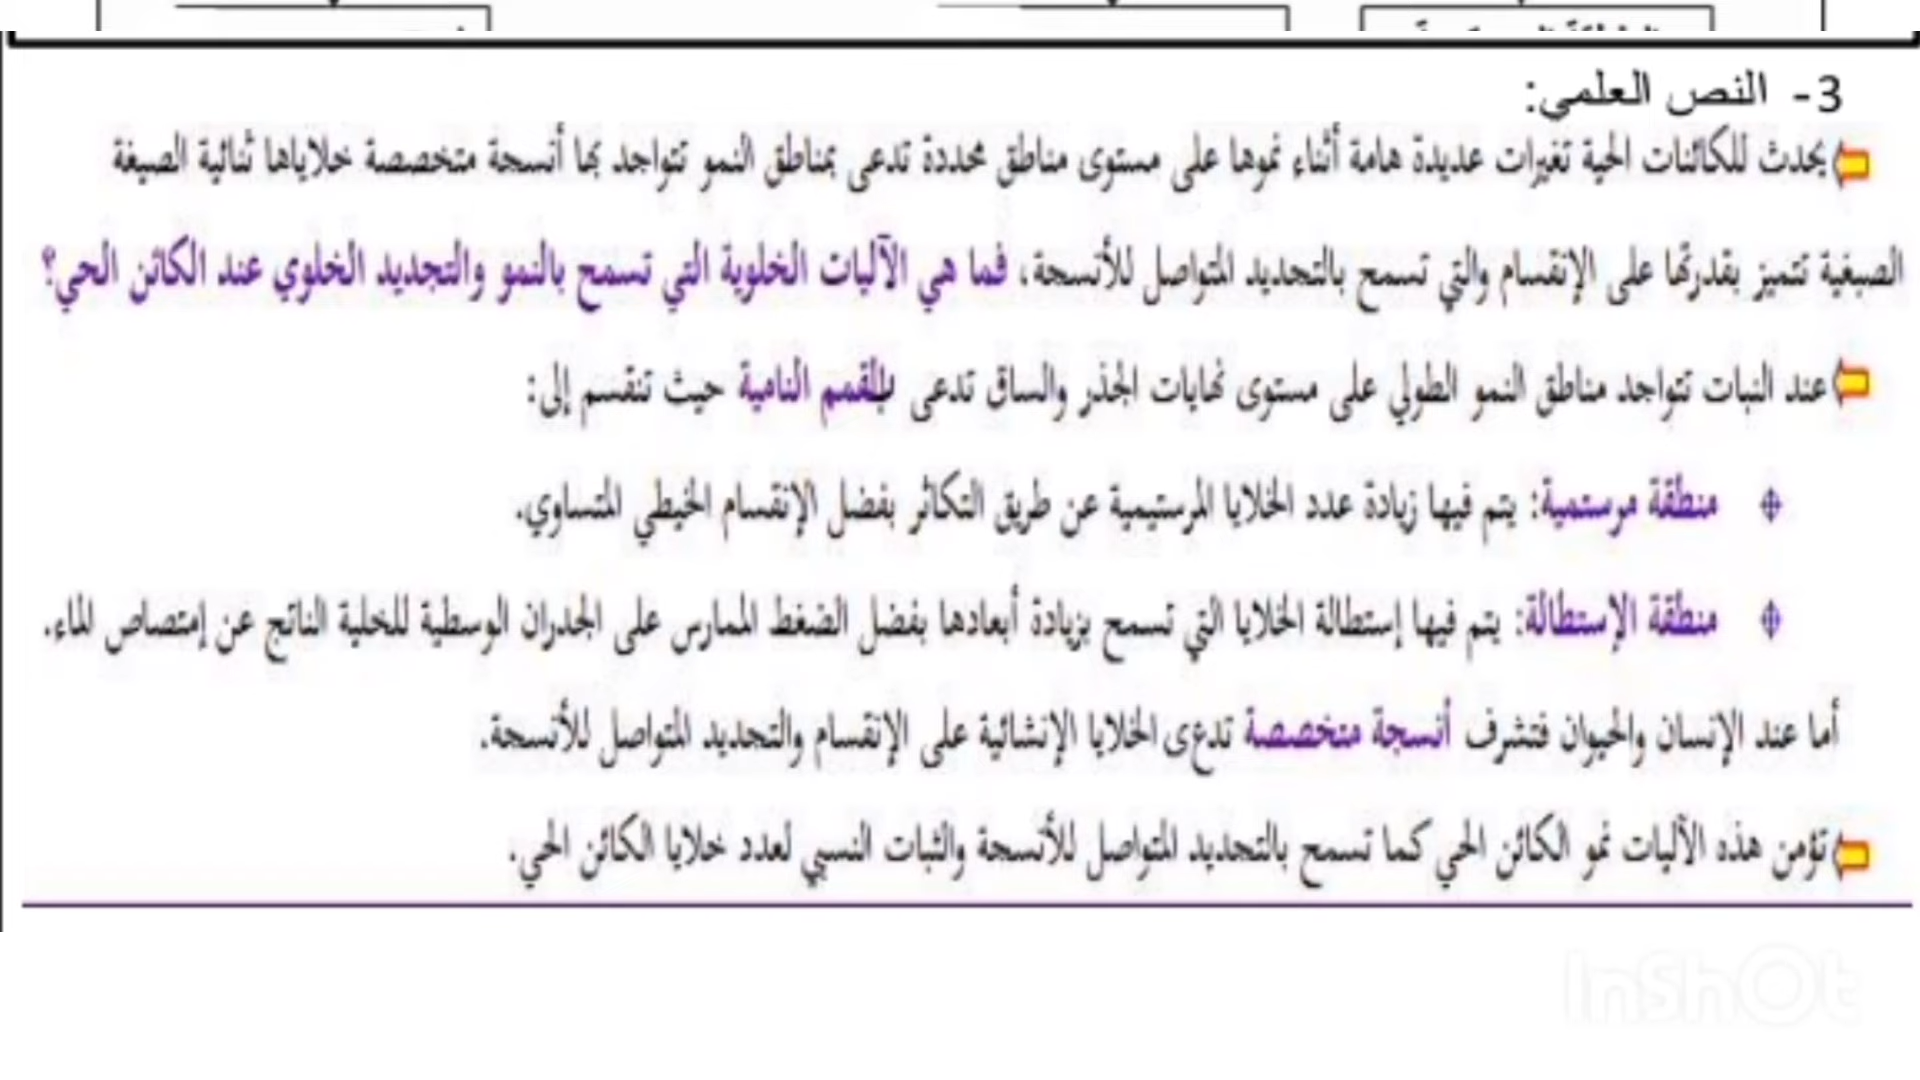 3- النص العلمي:
يحدث للكائنات الحية تغيرات عديدة هامة أثناء نموها على مستوى مناطق محددة تدعى بمناطق النمو تتواجد بها أنسجة متخصصة خلاياها ثنائية الصيغة
الصبغية تتميز بقدرتها على الإنقسام والتي تسمح بالتجديد المتواصل للأنسجة، فما هي الآليات الخلوية التي تسمح بالنمو والتجديد الخلوي عند الكائن الحي؟
عند النبات تتواجد مناطق النمو الطولي على مستوى نهايات الجذر والساق تدعى بالقمم النامية حيث تنقسم إلى:
منطقة مرستمية: يتم فيها زيادة عدد الخلايا المرستيمية عن طريق التكاثر بفضل الإنقسام الخيطي المتساوي.
منطقة الإستطالة: يتم فيها إستطالة الخلايا التي تسمح بزيادة أبعادها بفضل الضغط الممارس على الجدران الوسطية للخلية الناتج عن إمتصاص الماء.
أما عند الإنسان والحيوان فتشرف أنسجة متخصصة تدعى الخلايا الإنشائية على الإنقسام والتجديد المتواصل للأنسجة.
تؤمن هذه الآليات نمو الكائن الحي كما تسمح بالتجديد المتواصل للأنسجة والثبات النسبي لعدد خلايا الكائن الحي.
InShOt